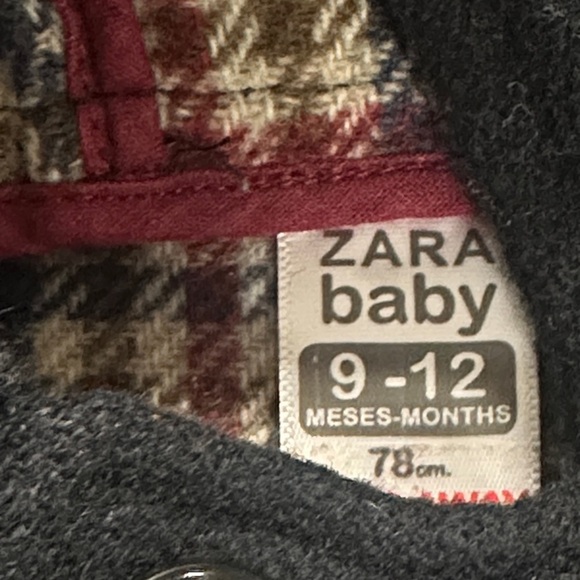 ZARA
baby
9-12
MESES-MONTHS
78cm.